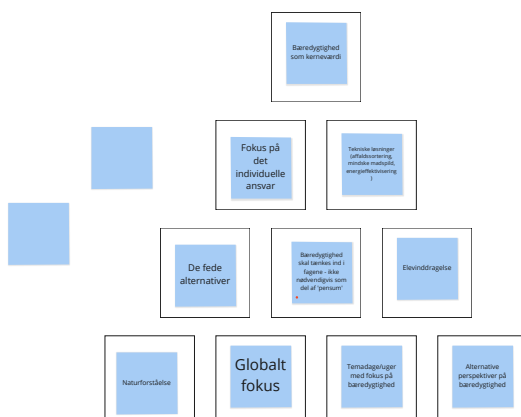 Bæredygtighed
som kerneværdi
Fokus på
det
individuelle
ansvar
Tekniske løsninger
(affaldssortering,
mindske madspild,
energieffektivisering
)
De fede
alternativer
Bæredygtighed
skal tænkes ind i
fagene - ikke
nødvendigvis som
del af 'pensum'
Elevinddragelse
Naturforståelse
Globalt
fokus
Temadage/uger
med fokus på
bæredygtighed
Alternative
perspektiver på
bæredygtighed